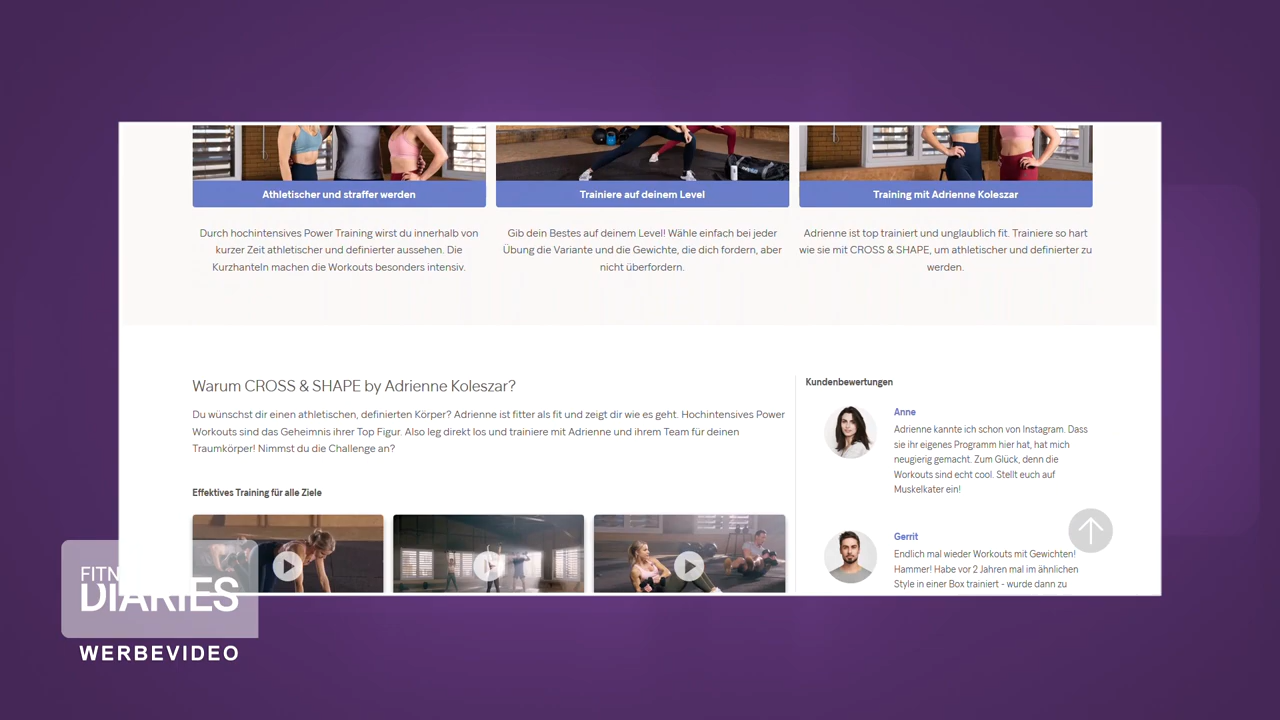 Athletischer und straffer werden
Durch hochintensives Power Training wirst du innerhalb von
kurzer Zeit athletischer und definierter aussehen. Die
Kurzhanteln machen die Workouts besonders intensiv.
Trainiere auf deinem Level
Gib dein Bestes auf deinem Level! Wähle einfach bei jeder
Übung die Variante und die Gewichte, die dich fordern, aber
nicht überfordern.
Training mit Adrienne Koleszar
Adrienne ist top trainiert und unglaublich fit. Trainiere so hart
wie sie mit CROSS & SHAPE, um athletischer und definierter zu
werden.
Warum CROSS & SHAPE by Adrienne Koleszar?
Du wünschst dir einen athletischen, definierten Körper? Adrienne ist fitter als fit und zeigt dir wie es geht. Hochintensives Power
Workouts sind das Geheimnis ihrer Top Figur. Also leg direkt los und trainiere mit Adrienne und ihrem Team für deinen
Traumkörper! Nimmst du die Challenge an?
Effektives Training für alle Ziele
Kundenbewertungen
Anne
Adrienne kannte ich schon von Instagram. Dass
sie ihr eigenes Programm hier hat, hat mich
neugierig gemacht. Zum Glück, denn die
Workouts sind echt cool. Stellt euch auf
Muskelkater ein!
Gerrit
Endlich mal wieder Workouts mit Gewichten!
Hammer! Habe vor 2 Jahren mal im ähnlichen
Style in einer Box trainiert - wurde dann zu
DIARIES
WERBEVIDEO